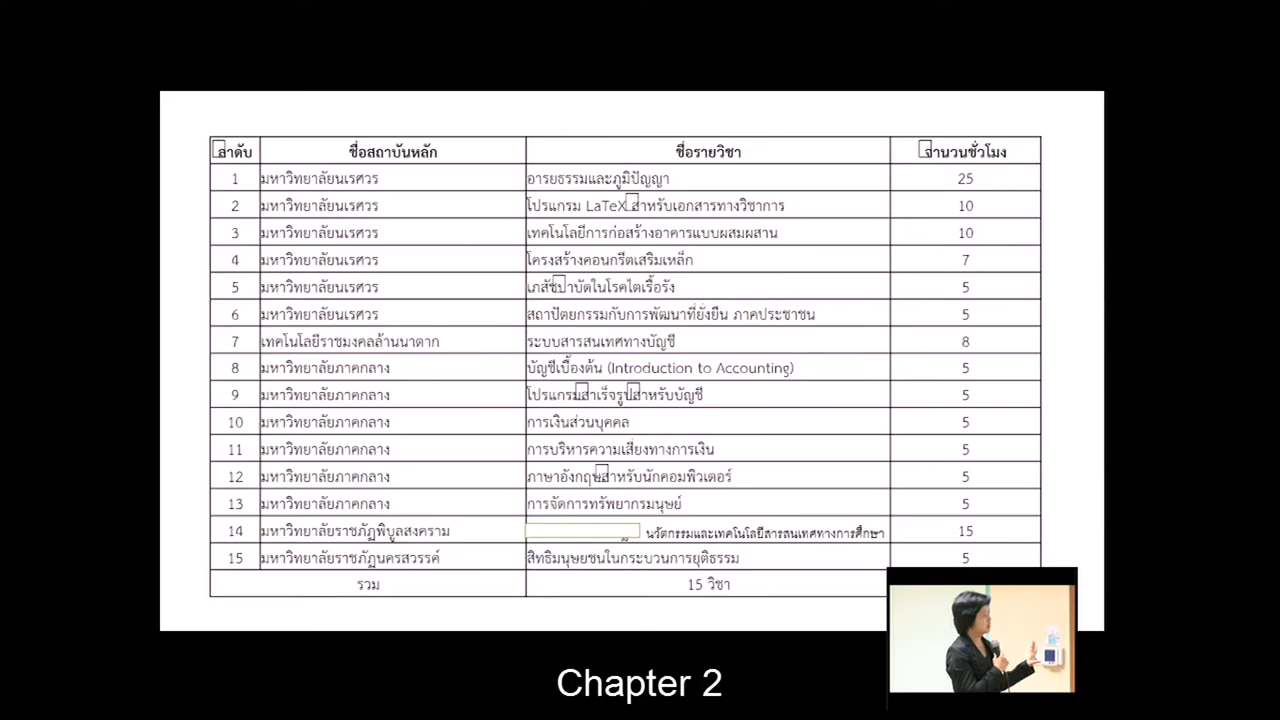 ลำดับ ชื่อสถาบันหลัก ชื่อรายวิชา จำนวนชั่วโมง
1 มหาวิทยาลัยนเรศวร อารยธรรมและภูมิปัญญา 25
2 มหาวิทยาลัยนเรศวร โปรแกรม LaTeX สำหรับเอกสารทางวิชาการ 10
3 มหาวิทยาลัยนเรศวร เทคโนโลยีการก่อสร้างอาคารแบบผสมผสาน 10
4 มหาวิทยาลัยนเรศวร โครงสร้างคอนกรีตเสริมเหล็ก 7
5 มหาวิทยาลัยนเรศวร เภสัชบำบัดในโรคไตเรื้อรัง 5
6 มหาวิทยาลัยนเรศวร สถาปัตยกรรมกับการพัฒนาที่ยั่งยืน ภาคประชาชน 5
7 เทคโนโลยีราชมงคลล้านนาตาก ระบบสารสนเทศทางบัญชี 8
8 มหาวิทยาลัยภาคกลาง บัญชีเบื้องต้น (Introduction to Accounting) 5
9 มหาวิทยาลัยภาคกลาง โปรแกรมสำเร็จรูปสำหรับบัญชี 5
10 มหาวิทยาลัยภาคกลาง การเงินส่วนบุคคล 5
11 มหาวิทยาลัยภาคกลาง การบริหารความเสี่ยงทางการเงิน 5
12 มหาวิทยาลัยภาคกลาง ภาษาอังกฤษสำหรับนักคอมพิวเตอร์ 5
13 มหาวิทยาลัยภาคกลาง การจัดการทรัพยากรมนุษย์ 5
14 มหาวิทยาลัยราชภัฏพิบูลสงคราม นวัตกรรมและเทคโนโลยีสารสนเทศทางการศึกษา 15
15 มหาวิทยาลัยราชภัฏนครสวรรค์ สิทธิมนุษยชนในกระบวนการยุติธรรม 5
รวม 15 วิชา
Chapter 2